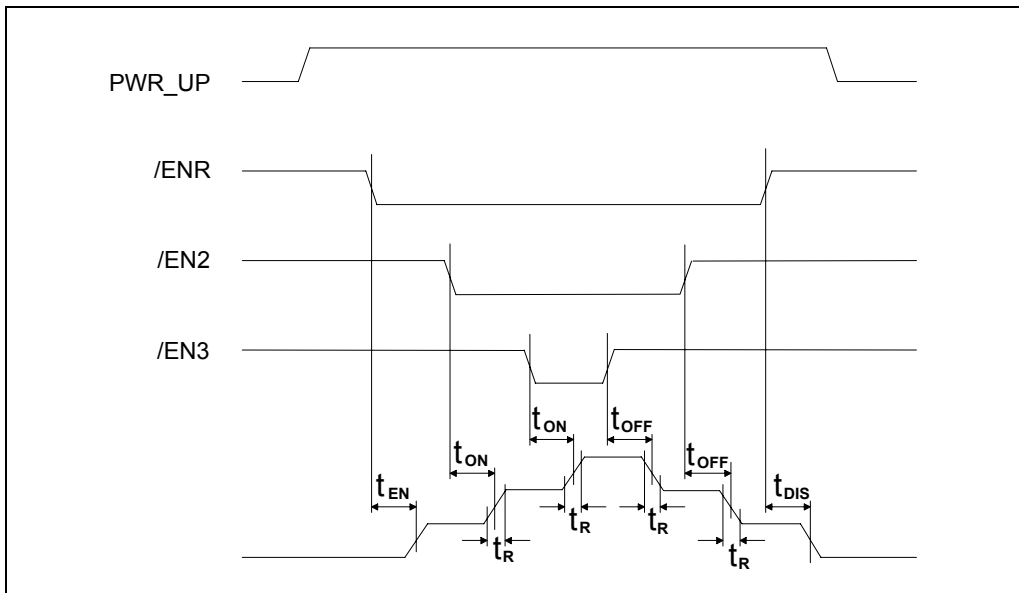 PWR_UP
/ENR
/EN2
/EN3
tON tOFF
tON tOFF
tEN tDIS
tR tR
tR tR